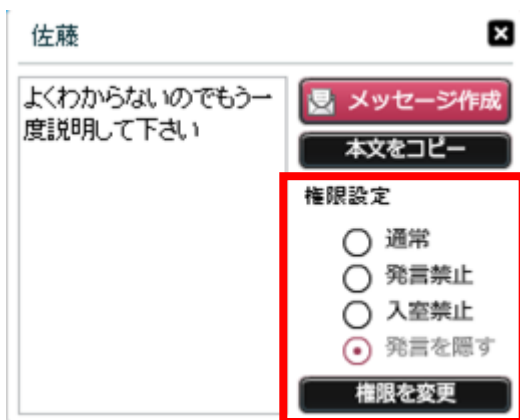 佐藤
よくわからないのでもう一
度説明して下さい
メッセージ作成
本文をコピー
権限設定
通常
発言禁止
入室禁止
発言を隠す
権限を変更